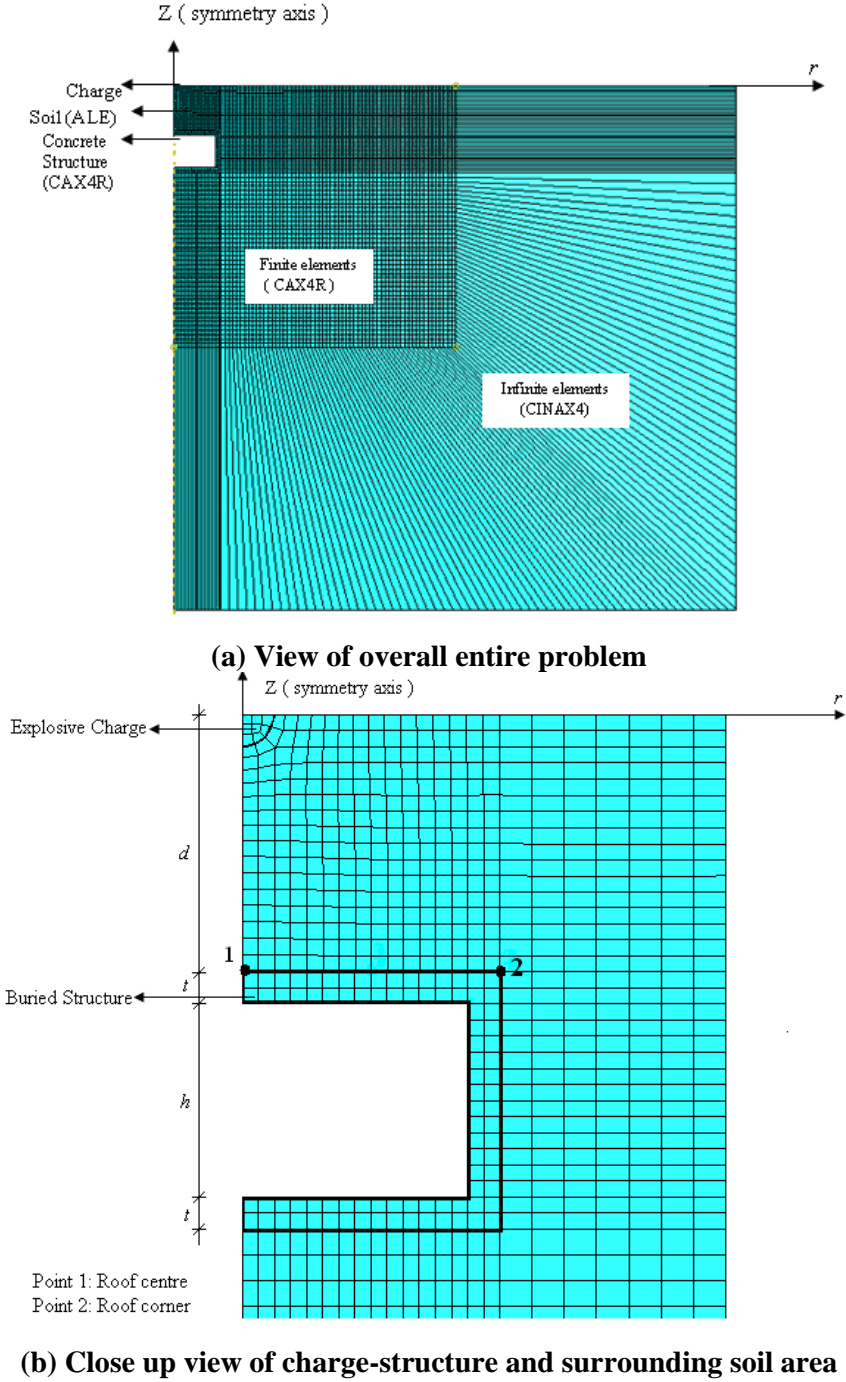 Z ( symmetry axis )
r
Charge
Soil (ALE)
Concrete
Structure
(CAX4R)
Finite elements
( CAX4R )
Infinite elements
(CINAX4)
(a) View of overall entire problem
Z ( symmetry axis )
r
Explosive Charge
d
1
2
t
Buried Structure
h
t
Point 1: Roof centre
Point 2: Roof corner
(b) Close up view of charge-structure and surrounding soil area